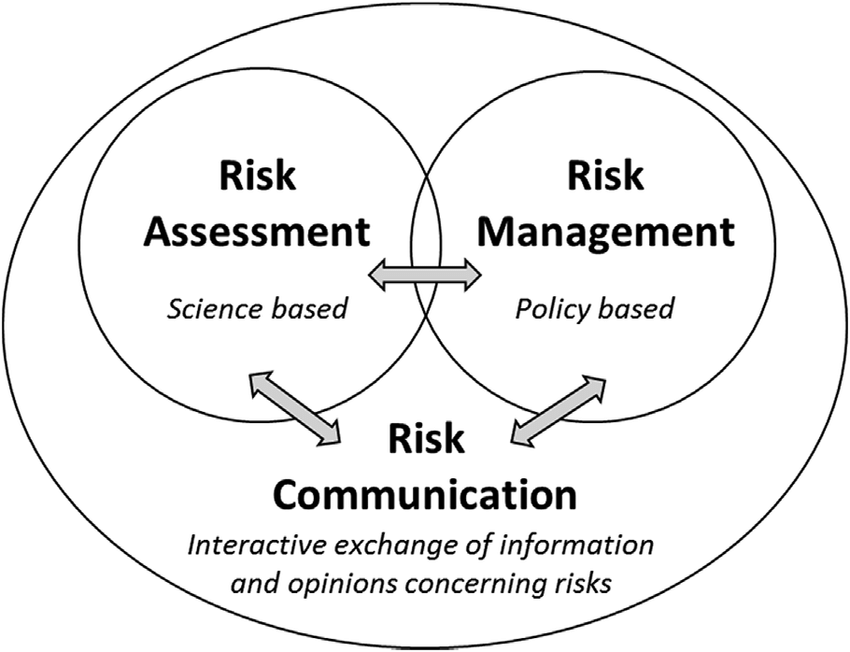 Risk
Assessment
Science based
Risk
Management
Policy based
Risk
Communication
Interactive exchange of information
and opinions concerning risks